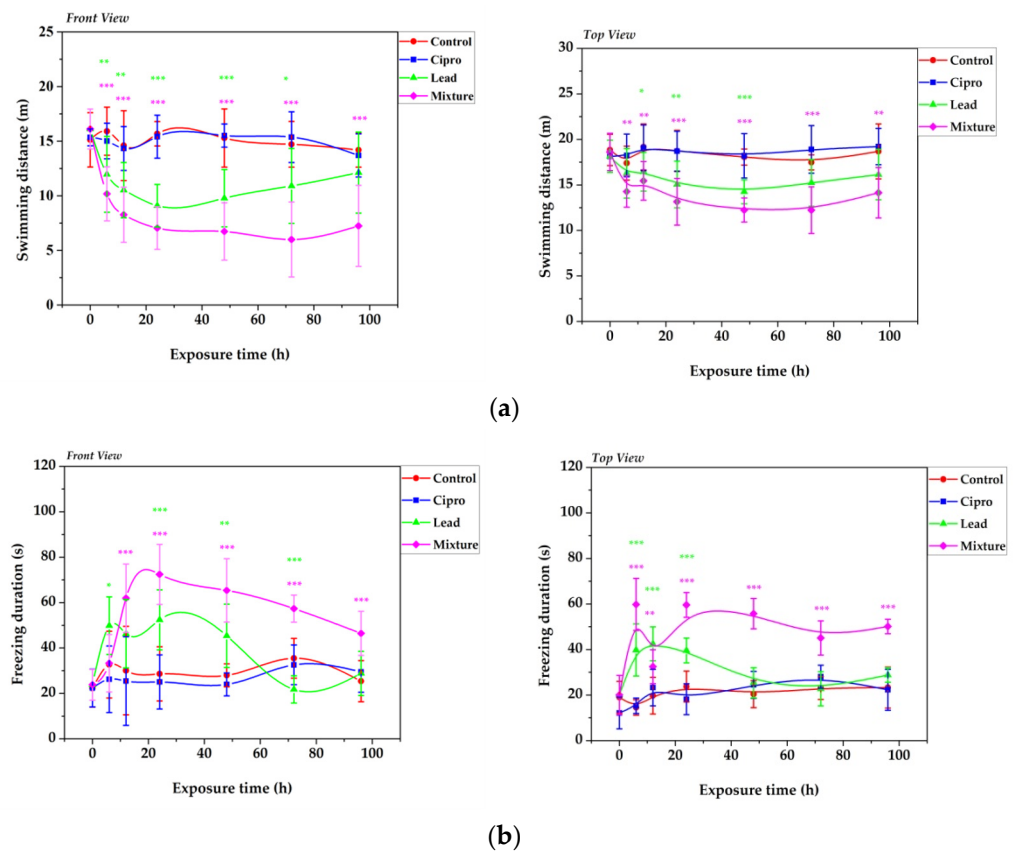 Front View
25
20
15
10
5
0
Swimming distance (m)
** ** *** *** *
*** *** *** *** *** ***
Control
Cipro
Lead
Mixture
0 20 40 60 80 100
Exposure time (h)
Top View
30
25
20
15
10
5
0
Swimming distance (m)
* ** ***
** ** *** *** *** **
Control
Cipro
Lead
Mixture
0 20 40 60 80 100
Exposure time (h)
(a)
Front View
120
100
80
60
40
20
0
Freezing duration (s)
* *** ** ***
*** *** *** *** ***
Control
Cipro
Lead
Mixture
0 20 40 60 80 100
Exposure time (h)
Top View
120
100
80
60
40
20
0
Freezing duration (s)
*** *** ***
*** ** *** *** *** ***
Control
Cipro
Lead
Mixture
0 20 40 60 80 100
Exposure time (h)
(b)